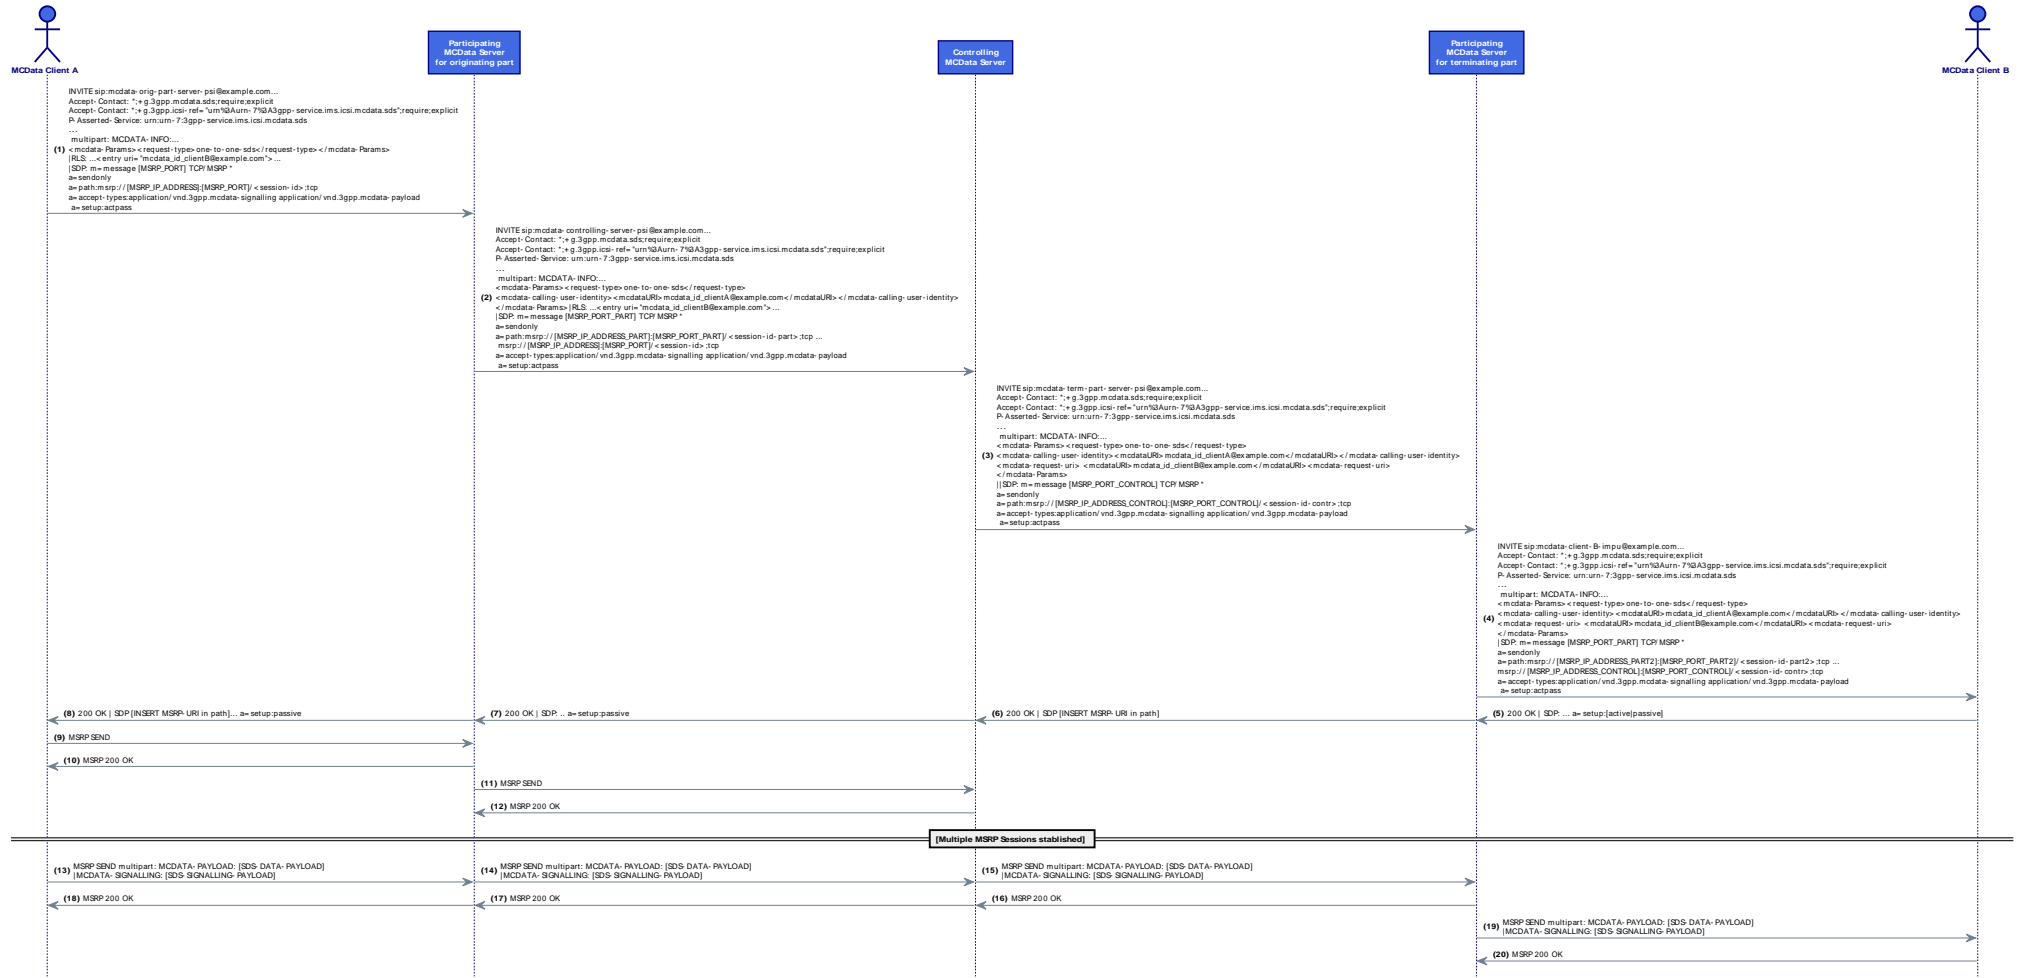 MCData Client A
Participating
MCData Server
for originating part
Controlling
MCData Server
Participating
MCData Server
for terminating part
MCData Client B
INVITE sip:mcdata-orig-part-server-psi@example.com...
Accept-Contact: *;+g.3gpp.mcdata.sds;require;explicit
Accept-Contact: *;+g.3gpp.icsi-ref="urn%3Aurn-7%3A3gpp-service.ims.icsi.mcdata.sds";require;explicit
P-Asserted-Service: urn:urn-7:3gpp-service.ims.icsi.mcdata.sds
...
multipart: MCDATA-INFO:...
(1) <mcdata-Params><request-type>one-to-one-sds</request-type></mcdata-Params>
|RLS: ...<entry uri="mcdata_id_clientB@example.com">...
|SDP: m=message [MSRP_PORT] TCP/MSRP *
a=sendonly
a=path:msrp://[MSRP_IP_ADDRESS]:[MSRP_PORT]/<session-id>;tcp
a=accept-types:application/vnd.3gpp.mcdata-signalling application/vnd.3gpp.mcdata-payload
a=setup:actpass
INVITE sip:mcdata-controlling-server-psi@example.com...
Accept-Contact: *;+g.3gpp.mcdata.sds;require;explicit
Accept-Contact: *;+g.3gpp.icsi-ref="urn%3Aurn-7%3A3gpp-service.ims.icsi.mcdata.sds";require;explicit
P-Asserted-Service: urn:urn-7:3gpp-service.ims.icsi.mcdata.sds
...
multipart: MCDATA-INFO:...
<mcdata-Params><request-type>one-to-one-sds</request-type>
(2) <mcdata-calling-user-identity><mcdataURI>mcdata_id_clientA@example.com</mcdataURI></mcdata-calling-user-identity>
</mcdata-Params>|RLS: ...<entry uri="mcdata_id_clientB@example.com">...
|SDP: m=message [MSRP_PORT_PART] TCP/MSRP *
a=sendonly
a=path:msrp://[MSRP_IP_ADDRESS_PART]:[MSRP_PORT_PART]/<session-id-part>;tcp ...
msrp://[MSRP_IP_ADDRESS]:[MSRP_PORT]/<session-id>;tcp
a=accept-types:application/vnd.3gpp.mcdata-signalling application/vnd.3gpp.mcdata-payload
a=setup:actpass
INVITE sip:mcdata-term-part-server-psi@example.com...
Accept-Contact: *;+g.3gpp.mcdata.sds;require;explicit
Accept-Contact: *;+g.3gpp.icsi-ref="urn%3Aurn-7%3A3gpp-service.ims.icsi.mcdata.sds";require;explicit
P-Asserted-Service: urn:urn-7:3gpp-service.ims.icsi.mcdata.sds
...
multipart: MCDATA-INFO:...
<mcdata-Params><request-type>one-to-one-sds</request-type>
(3) <mcdata-calling-user-identity><mcdataURI>mcdata_id_clientA@example.com</mcdataURI></mcdata-calling-user-identity>
<mcdata-request-uri> <mcdataURI>mcdata_id_clientB@example.com</mcdataURI><mcdata-request-uri>
</mcdata-Params>
||SDP: m=message [MSRP_PORT_CONTROL] TCP/MSRP *
a=sendonly
a=path:msrp://[MSRP_IP_ADDRESS_CONTROL]:[MSRP_PORT_CONTROL]/<session-id-contr>;tcp
a=accept-types:application/vnd.3gpp.mcdata-signalling application/vnd.3gpp.mcdata-payload
a=setup:actpass
INVITE sip:mcdata-client-B-impu@example.com...
Accept-Contact: *;+g.3gpp.mcdata.sds;require;explicit
Accept-Contact: *;+g.3gpp.icsi-ref="urn%3Aurn-7%3A3gpp-service.ims.icsi.mcdata.sds";require;explicit
P-Asserted-Service: urn:urn-7:3gpp-service.ims.icsi.mcdata.sds
...
multipart: MCDATA-INFO:...
<mcdata-Params><request-type>one-to-one-sds</request-type>
<mcdata-calling-user-identity><mcdataURI>mcdata_id_clientA@example.com</mcdataURI></mcdata-calling-user-identity>
(4) <mcdata-request-uri> <mcdataURI>mcdata_id_clientB@example.com</mcdataURI><mcdata-request-uri>
</mcdata-Params>
|SDP: m=message [MSRP_PORT_PART] TCP/MSRP *
a=sendonly
a=path:msrp://[MSRP_IP_ADDRESS_PART2]:[MSRP_PORT_PART2]/<session-id-part2>;tcp ...
msrp://[MSRP_IP_ADDRESS_CONTROL]:[MSRP_PORT_CONTROL]/<session-id-contr>;tcp
a=accept-types:application/vnd.3gpp.mcdata-signalling application/vnd.3gpp.mcdata-payload
a=setup:actpass
(8) 200 OK | SDP [INSERT MSRP-URI in path]... a=setup:passive
(7) 200 OK | SDP: .. a=setup:passive
(6) 200 OK | SDP [INSERT MSRP-URI in path]
(5) 200 OK | SDP: ... a=setup:[active|passive]
(9) MSRP SEND
(10) MSRP 200 OK
(11) MSRP SEND
(12) MSRP 200 OK
[Multiple MSRP Sessions stablished]
(13) MSRP SEND multipart: MCDATA-PAYLOAD: [SDS-DATA-PAYLOAD]
|MCDATA-SIGNALLING: [SDS-SIGNALLING-PAYLOAD]
(14) MSRP SEND multipart: MCDATA-PAYLOAD: [SDS-DATA-PAYLOAD]
|MCDATA-SIGNALLING: [SDS-SIGNALLING-PAYLOAD]
(15) MSRP SEND multipart: MCDATA-PAYLOAD: [SDS-DATA-PAYLOAD]
|MCDATA-SIGNALLING: [SDS-SIGNALLING-PAYLOAD]
(18) MSRP 200 OK
(17) MSRP 200 OK
(16) MSRP 200 OK
(19) MSRP SEND multipart: MCDATA-PAYLOAD: [SDS-DATA-PAYLOAD]
|MCDATA-SIGNALLING: [SDS-SIGNALLING-PAYLOAD]
(20) MSRP 200 OK